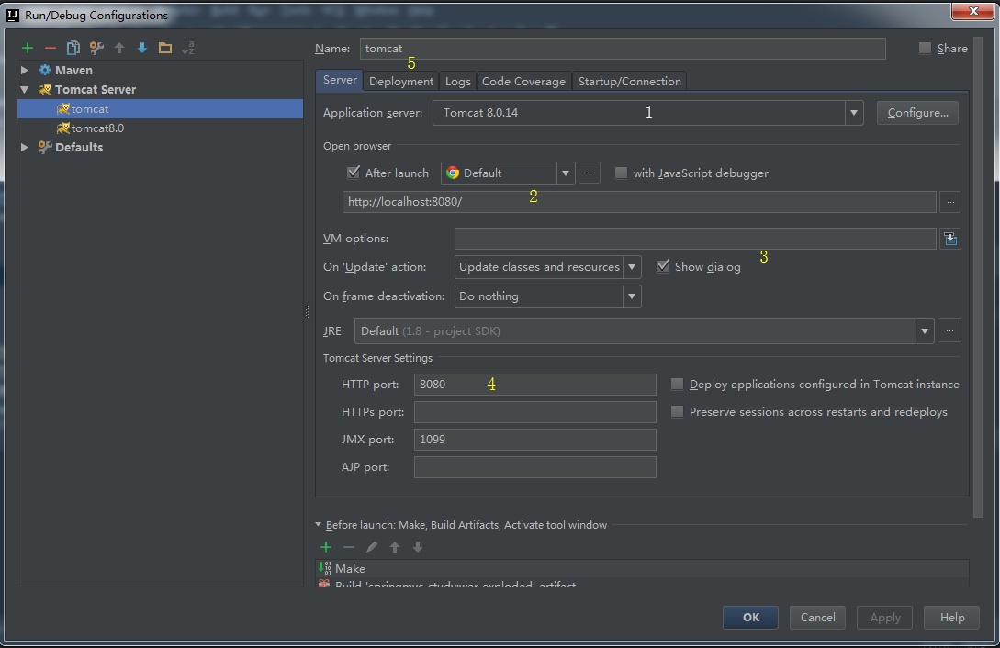 Run/Debug Configurations
Name: tomcat
Share
Maven
Tomcat Server
tomcat
tomcat8.0
Defaults
5
Server Deployment Logs Code Coverage Startup/Connection
Application server: Tomcat 8.0.14 1 Configure...
Open browser
After launch Default ... with JavaScript debugger
2
http://localhost:8080/ ...
VM options:
3
On 'Update' action: Update classes and resources Show dialog
On frame deactivation: Do nothing
JRE: Default (1.8 - project SDK) ...
Tomcat Server Settings
HTTP port: 8080 4 Deploy applications configured in Tomcat instance
HTTPs port: Preserve sessions across restarts and redeploys
JMX port: 1099
AJP port:
Before launch: Make, Build Artifacts, Activate tool window
Make
Build 'springmvc-study:war exploded' artifact
OK Cancel Apply Help